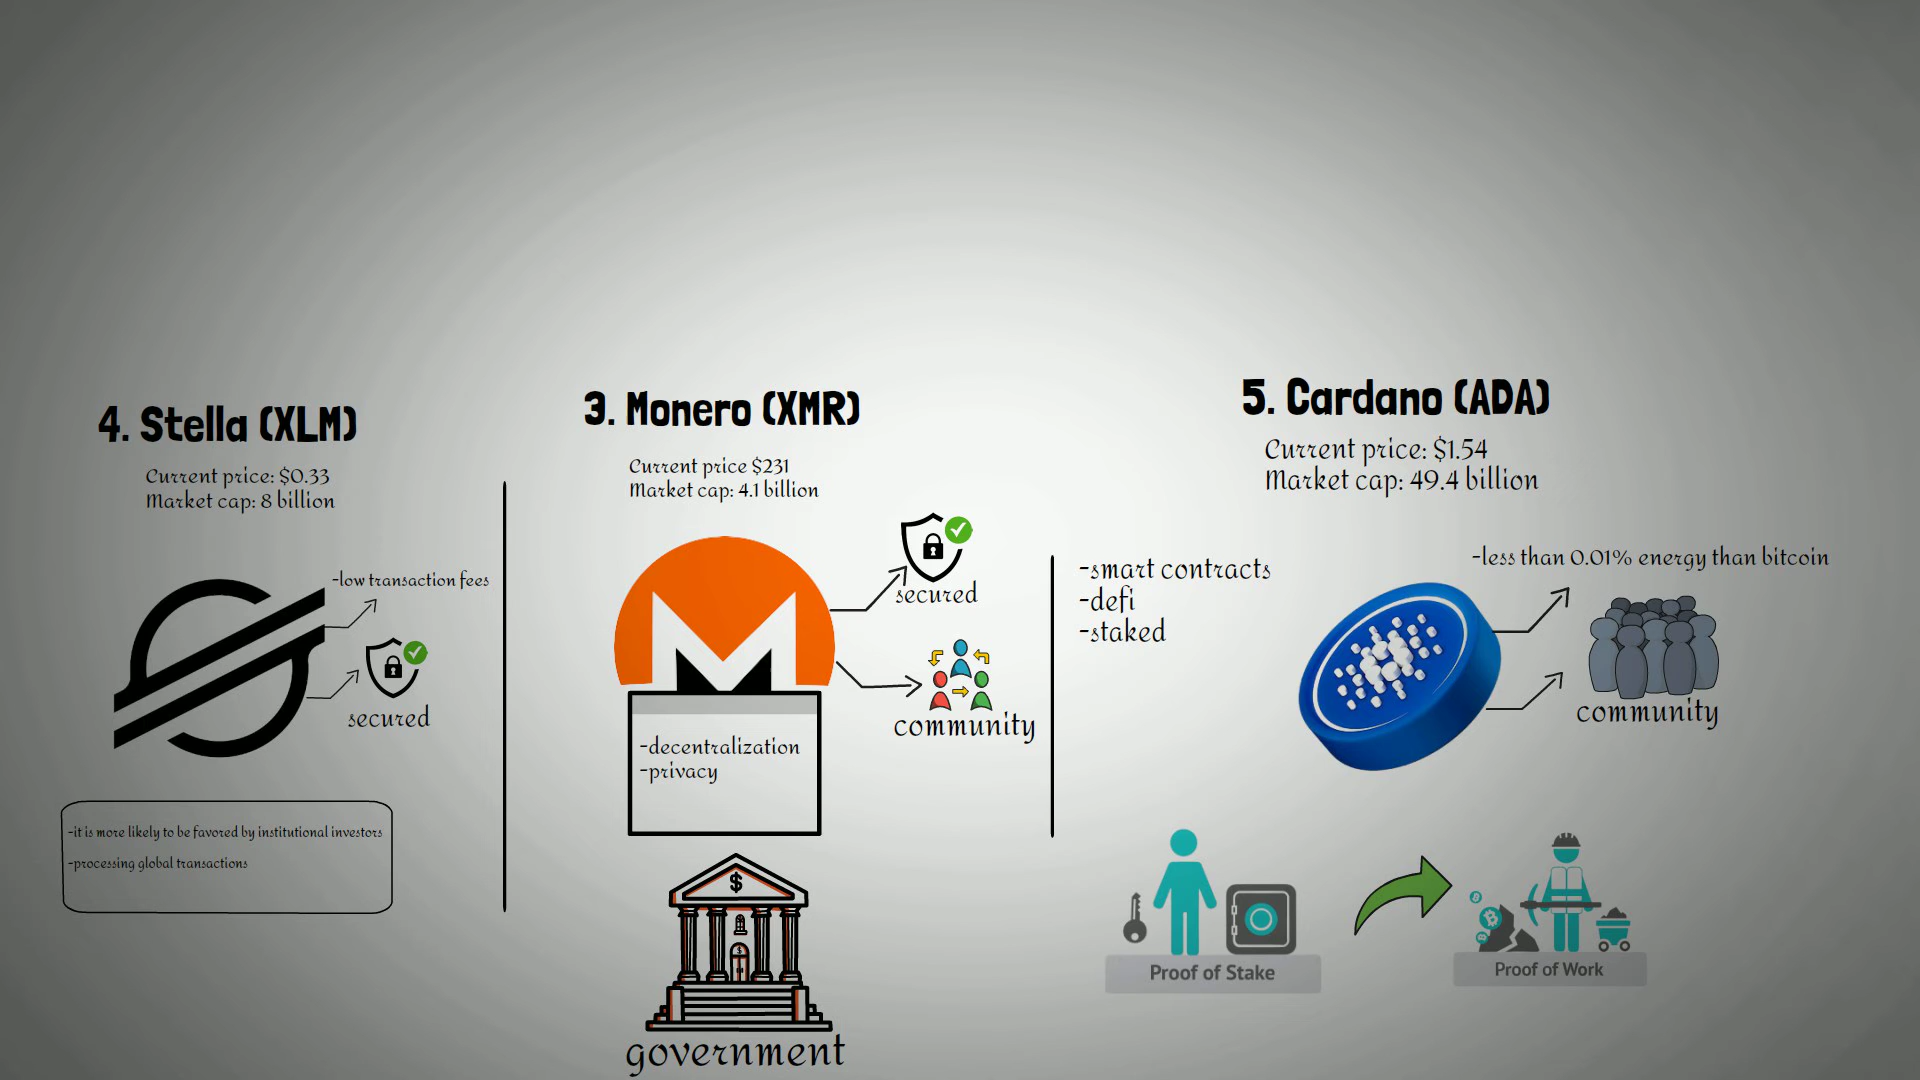 4. Stella (XLM)
Current price: $0.33
Market cap: 8 billion
-low transaction fees
secured
-it is more likely to be favored by institutional investors
-processing global transactions
3. Monero (XMR)
Current price $231
Market cap: 4.1 billion
secured
community
-decentralization
-privacy
$
government
5. Cardano (ADA)
Current price: $1.54
Market cap: 49.4 billion
-smart contracts
-defi
-staked
-less than 0.01% energy than bitcoin
community
Proof of Stake
Proof of Work